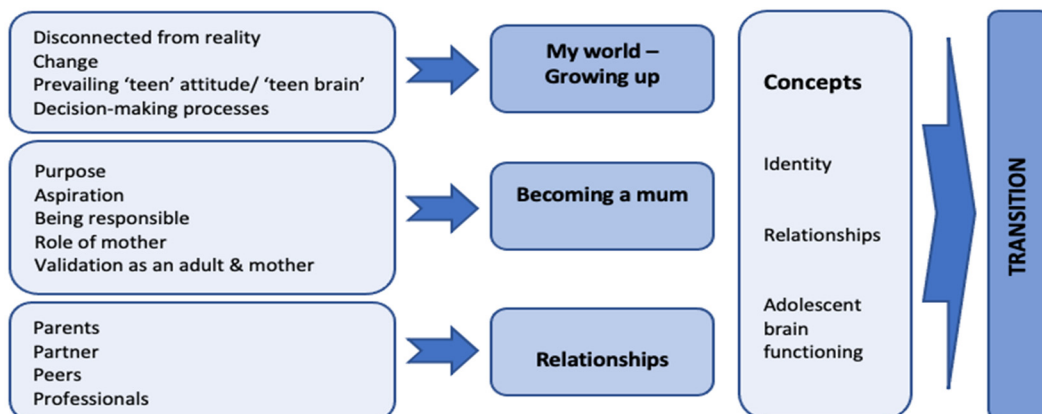 Disconnected from reality
Change
Prevailing ‘teen’ attitude/ ‘teen brain’
Decision-making processes
My world –
Growing up
Purpose
Aspiration
Being responsible
Role of mother
Validation as an adult & mother
Becoming a mum
Parents
Partner
Peers
Professionals
Relationships
Concepts
Identity
Relationships
Adolescent
brain
functioning
TRANSITION